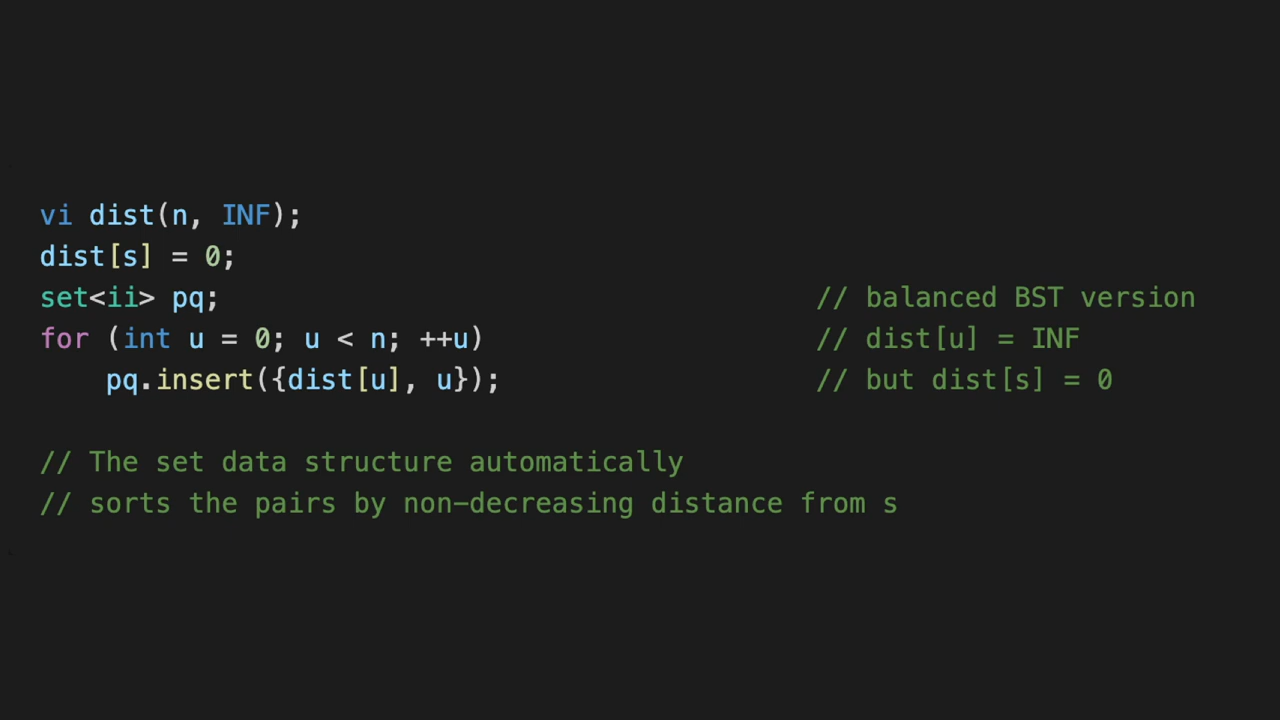 vi dist(n, INF);
dist[s] = 0;
set<ii> pq; // balanced BST version
for (int u = 0; u < n; ++u) // dist[u] = INF
pq.insert({dist[u], u}); // but dist[s] = 0
// The set data structure automatically
// sorts the pairs by non-decreasing distance from s